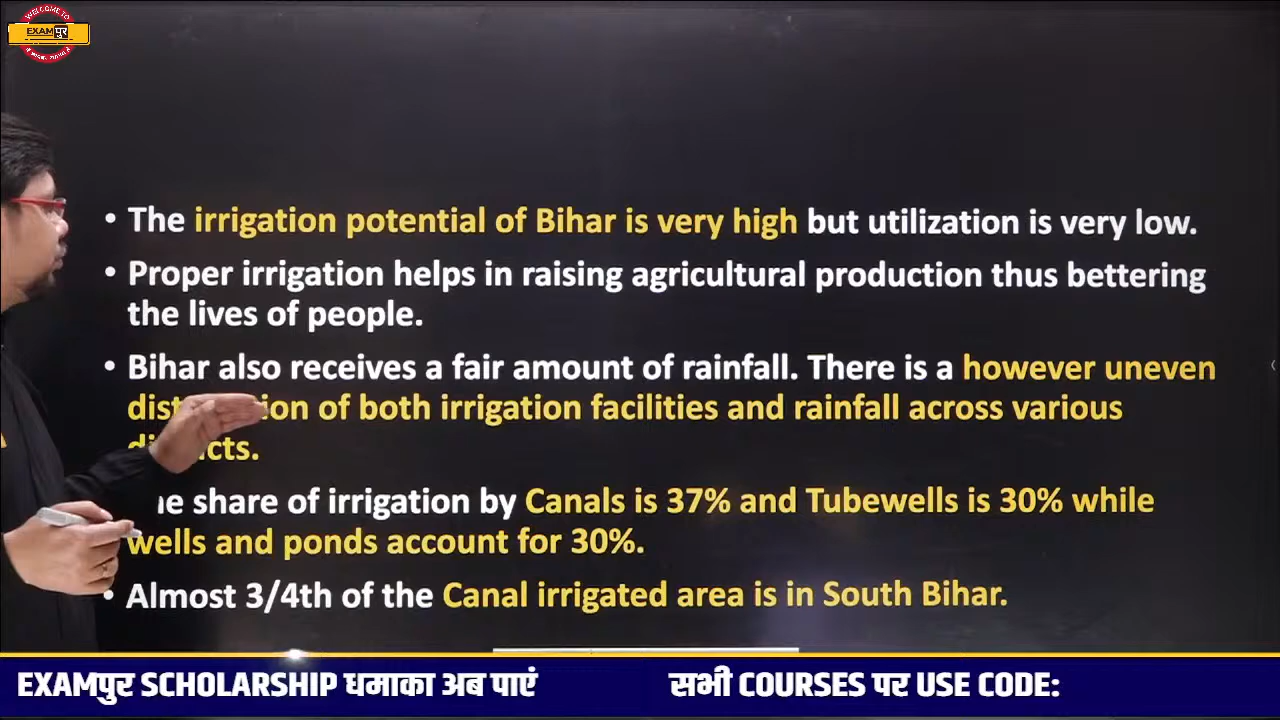 WELCOME TO
EXAMपुर
• The irrigation potential of Bihar is very high but utilization is very low.
• Proper irrigation helps in raising agricultural production thus bettering
the lives of people.
• Bihar also receives a fair amount of rainfall. There is a however uneven
of both irrigation facilities and rainfall across various
share of irrigation by Canals is 37% and Tubewells is 30% while
wells and ponds account for 30%.
• Almost 3/4th of the Canal irrigated area is in South Bihar.
EXAMपुर SCHOLARSHIP धमाका अब पाएं
सभी COURSES पर USE CODE: